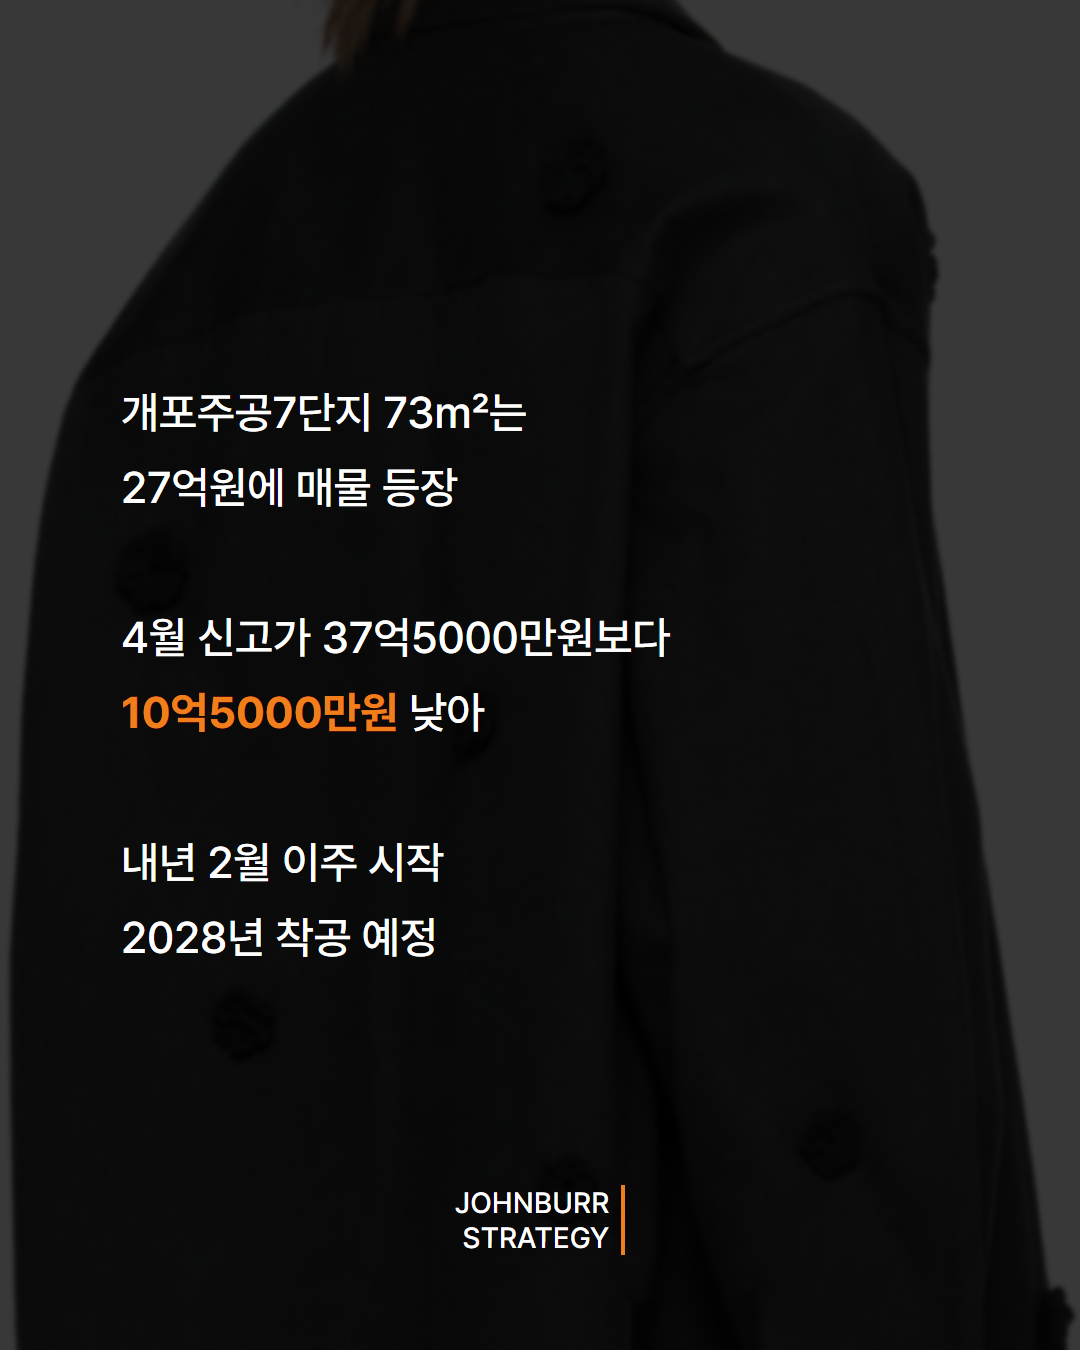 개포주공7단지 73m²는
27억원에 매물 등장
4월 신고가 37억5000만원보다
10억5000만원 낮아
내년 2월 이주 시작
2028년 착공 예정
JOHNBURR
STRATEGY